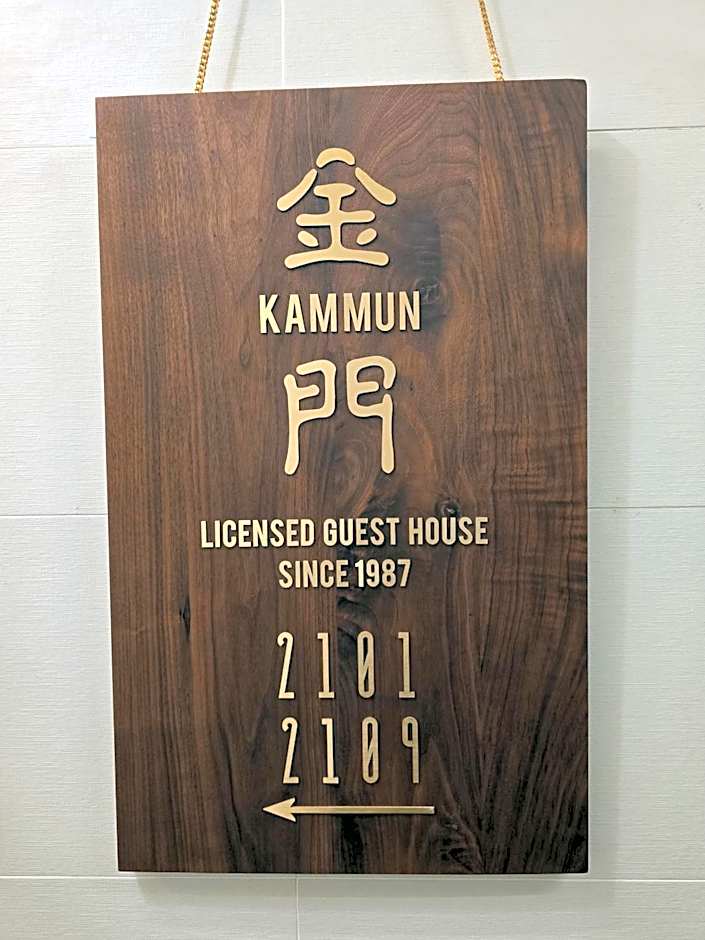 金
KAMMUN
門
LICENSED GUEST HOUSE
SINCE 1987
2101
2109